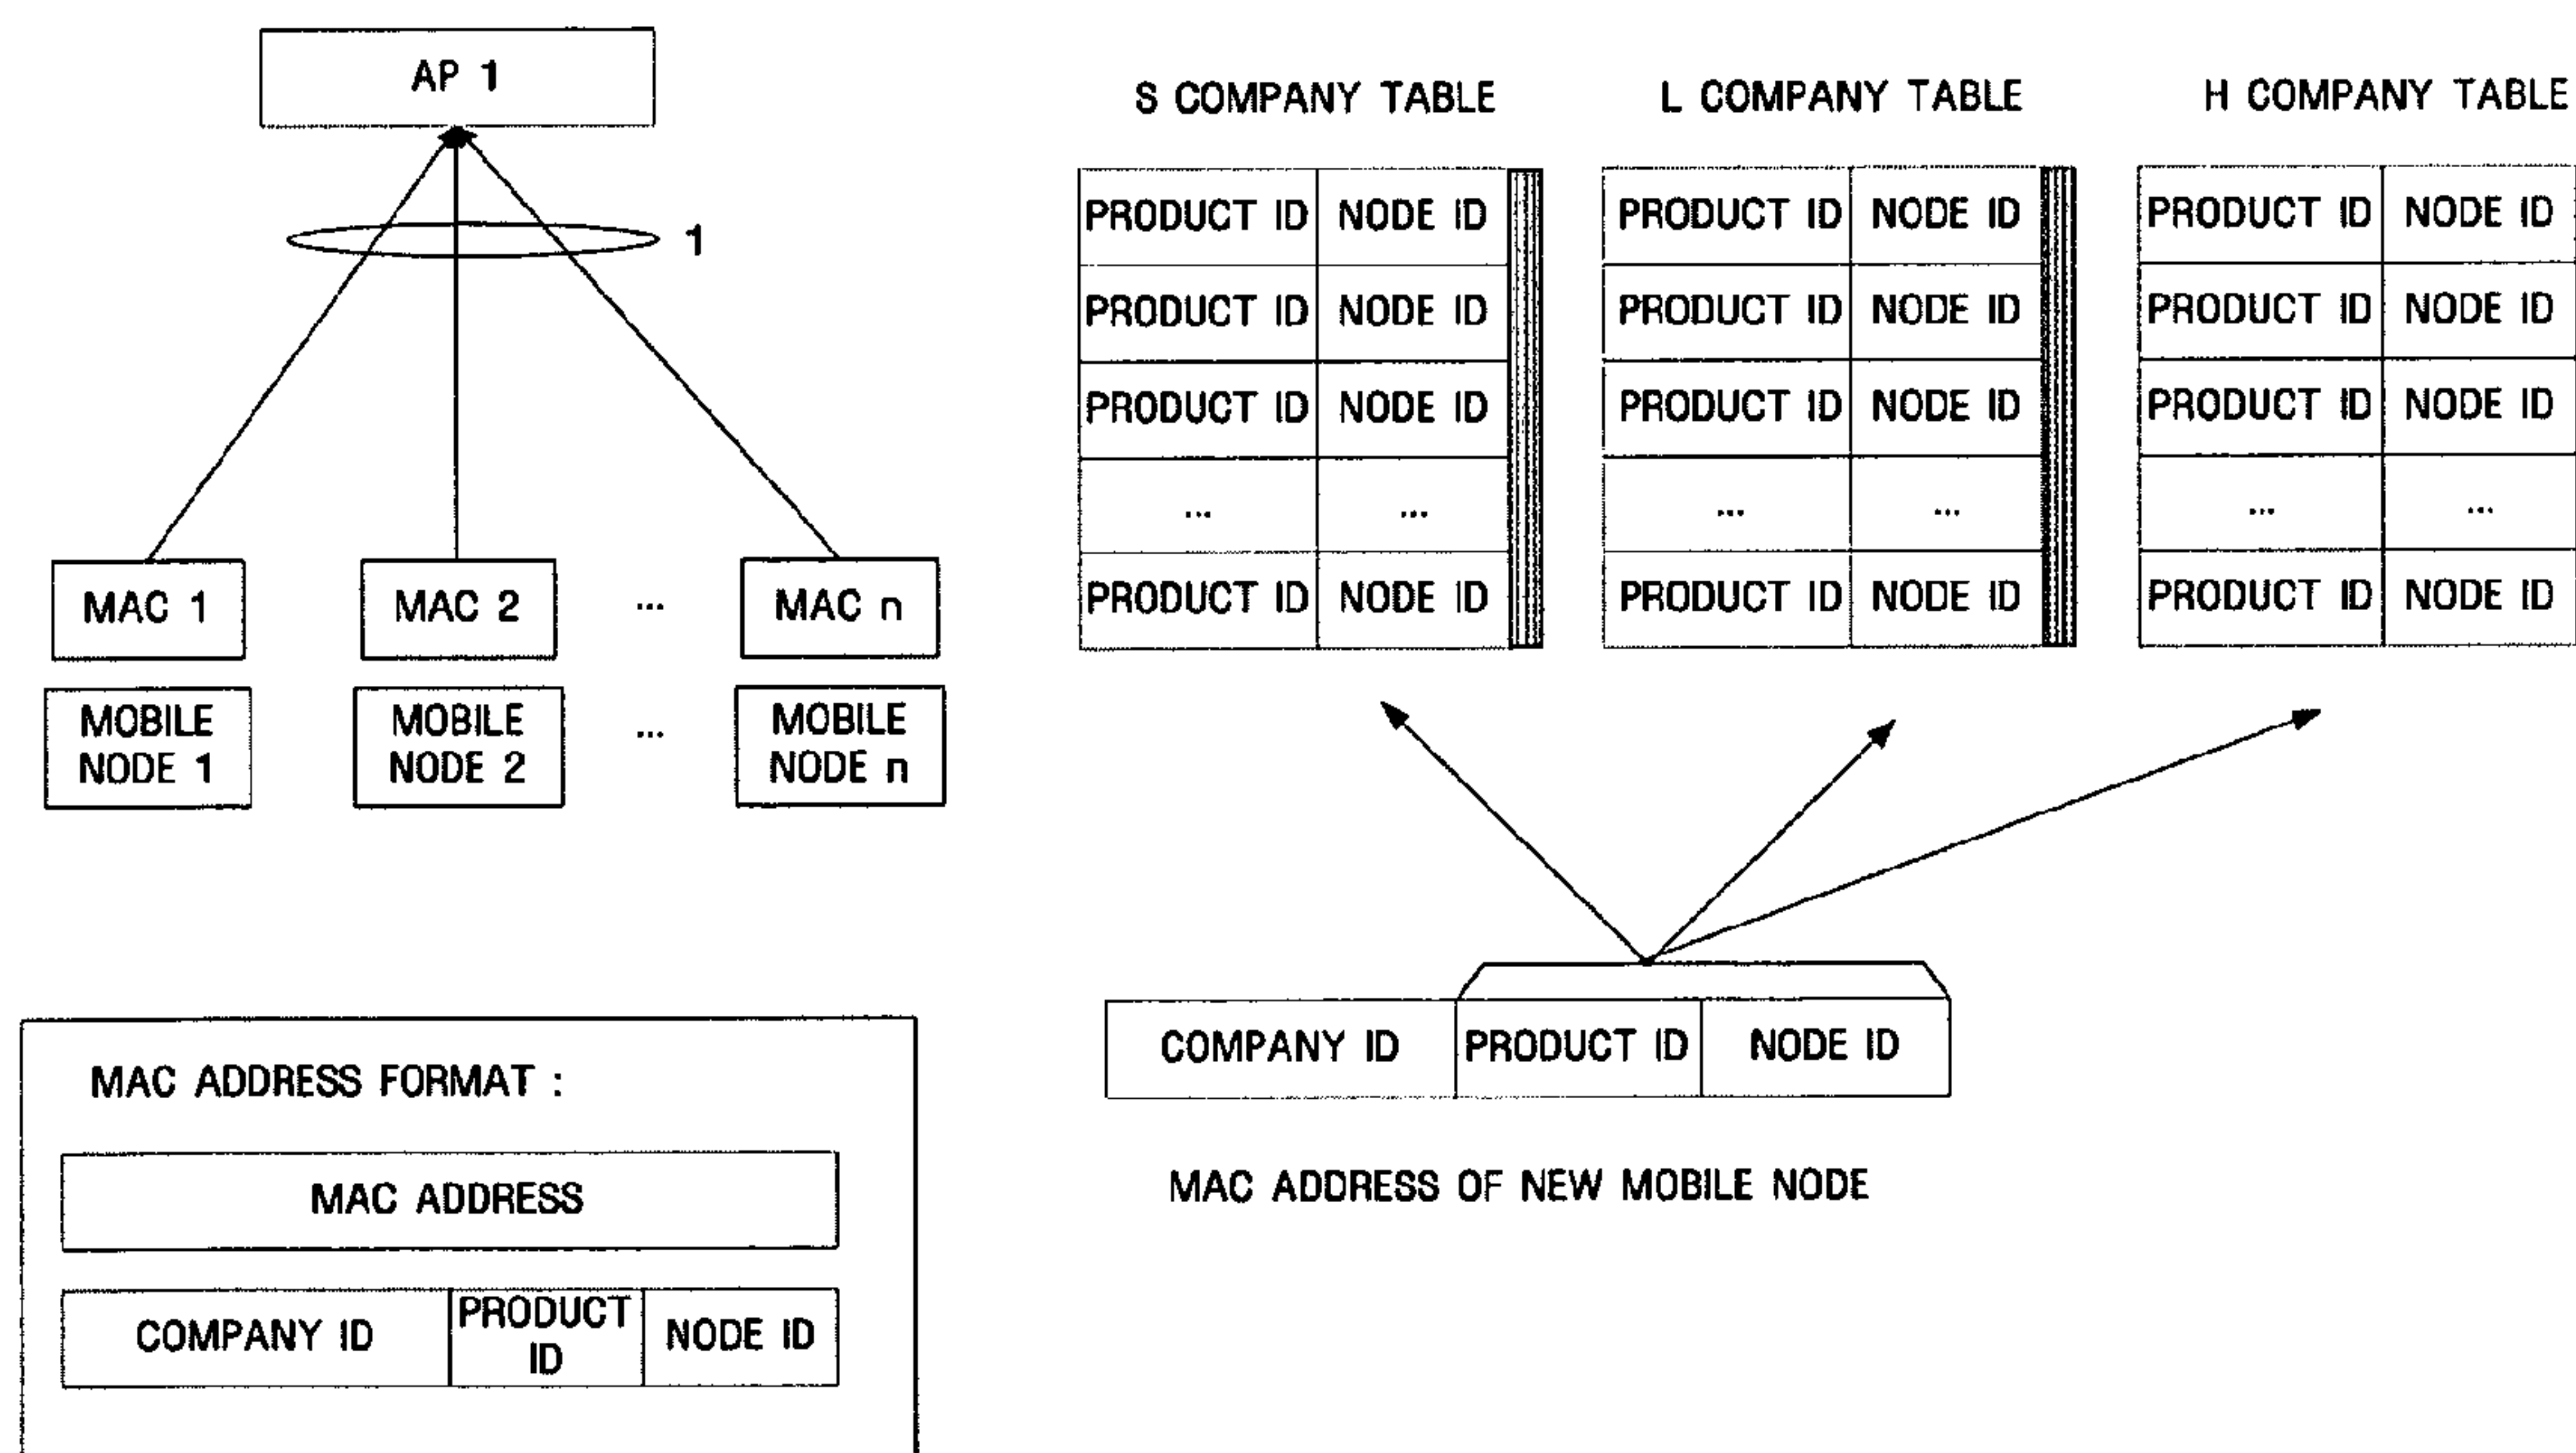 AP 1
1
MAC 1 MAC 2 ... MAC n
MOBILE NODE 1 MOBILE NODE 2 ... MOBILE NODE n
MAC ADDRESS FORMAT :
MAC ADDRESS
COMPANY ID PRODUCT ID NODE ID
S COMPANY TABLE
PRODUCT ID NODE ID
PRODUCT ID NODE ID
PRODUCT ID NODE ID
... ...
PRODUCT ID NODE ID
L COMPANY TABLE
PRODUCT ID NODE ID
PRODUCT ID NODE ID
PRODUCT ID NODE ID
... ...
PRODUCT ID NODE ID
H COMPANY TABLE
PRODUCT ID NODE ID
PRODUCT ID NODE ID
PRODUCT ID NODE ID
... ...
PRODUCT ID NODE ID
COMPANY ID PRODUCT ID NODE ID
MAC ADDRESS OF NEW MOBILE NODE